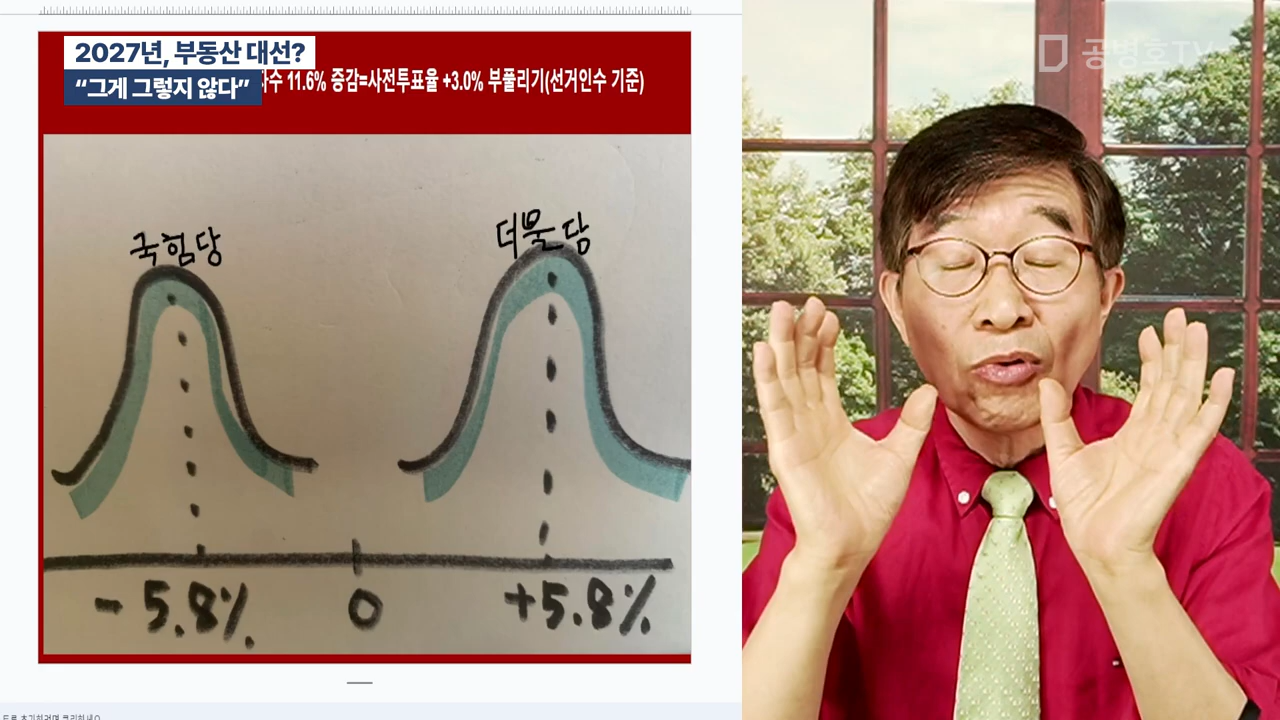 2027년, 부동산 대선?
“그게 그렇지 않다”
11.6% 증감=사전투표율 +3.0% 부풀리기(선거인수 기준)
공병호TV
국힘당
더불당
- 5.8%
0
+5.8%